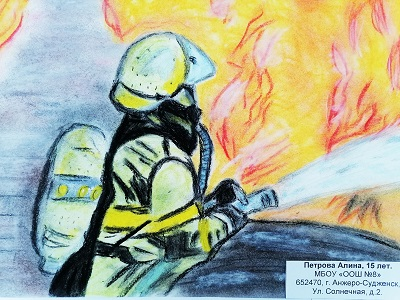 Петрова Алина, 15 лет.
МБОУ «ООШ №8»
652470, г. Анжеро-Судженск,
Ул. Солнечная, д 2.